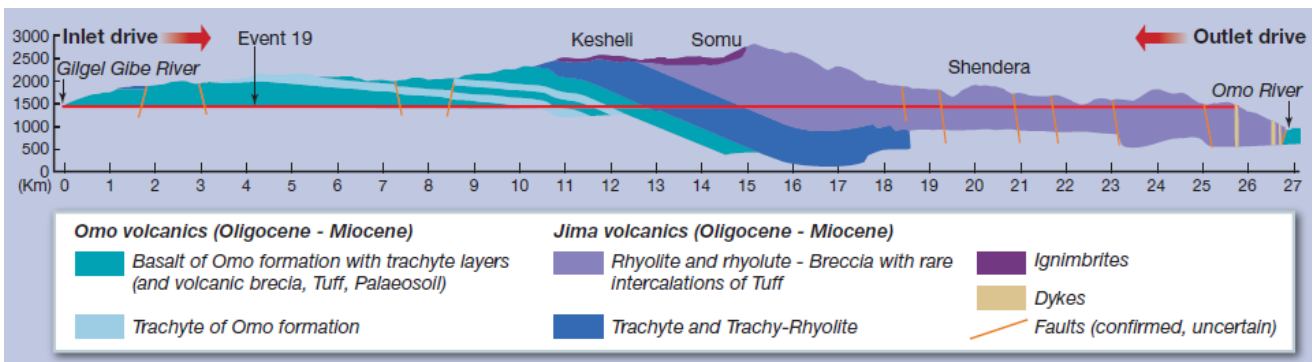 Inlet drive Event 19 Kesheli Somu Outlet drive
Gilgel Gibe River Shendera Omo River
3000
2500
2000
1500
1000
500
0
(Km) 0 1 2 3 4 5 6 7 8 9 10 11 12 13 14 15 16 17 18 19 20 21 22 23 24 25 26 27
Omo volcanics (Oligocene - Miocene)
Basalt of Omo formation with trachyte layers
(and volcanic brecia, Tuff, Palaeosoil)
Trachyte of Omo formation
Jima volcanics (Oligocene - Miocene)
Rhyolite and rhyolute - Breccia with rare
intercalations of Tuff
Trachyte and Trachy-Rhyolite
Ignimbrites
Dykes
Faults (confirmed, uncertain)